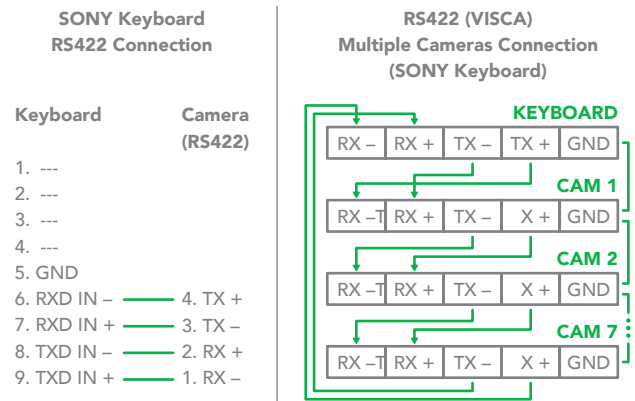 SONY Keyboard
RS422 Connection
Keyboard Camera
(RS422)
1. ---
2. ---
3. ---
4. ---
5. GND
6. RXD IN – 4. TX +
7. RXD IN + 3. TX –
8. TXD IN – 2. RX +
9. TXD IN + 1. RX –
RS422 (VISCA)
Multiple Cameras Connection
(SONY Keyboard)
KEYBOARD
RX – RX + TX – TX + GND
CAM 1
RX –T RX + TX – X + GND
CAM 2
RX –T RX + TX – X + GND
CAM 7
RX –T RX + TX – X + GND